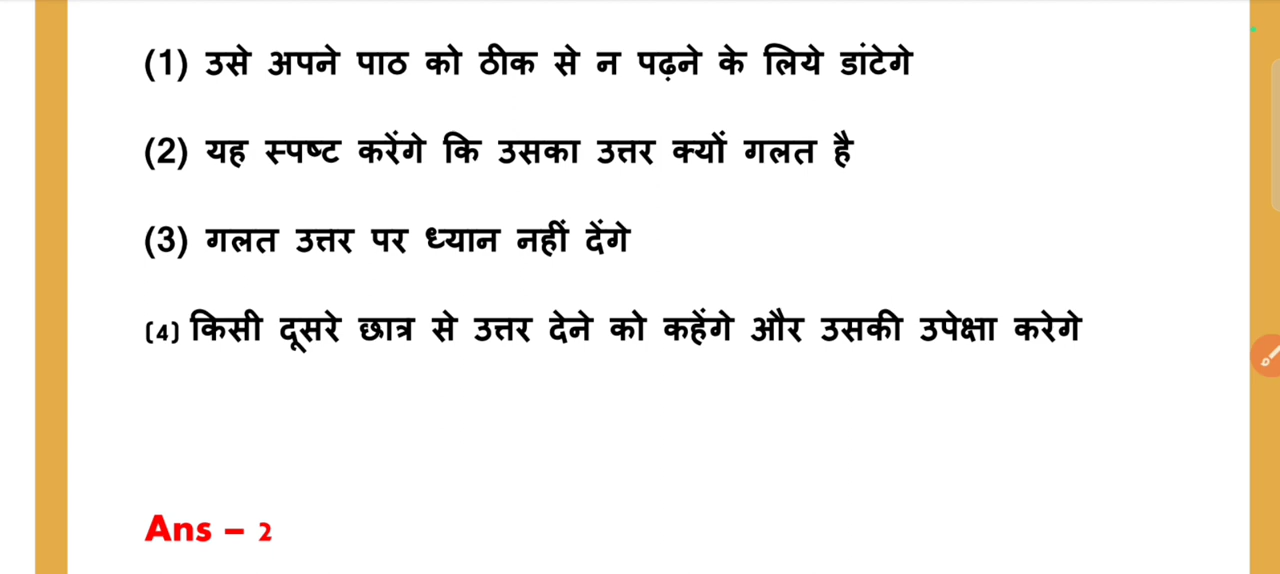 (1) उसे अपने पाठ को ठीक से न पढ़ने के लिये डांटेगे
(2) यह स्पष्ट करेंगे कि उसका उत्तर क्यों गलत है
(3) गलत उत्तर पर ध्यान नहीं देंगे
(4) किसी दूसरे छात्र से उत्तर देने को कहेंगे और उसकी उपेक्षा करेगे
Ans – 2